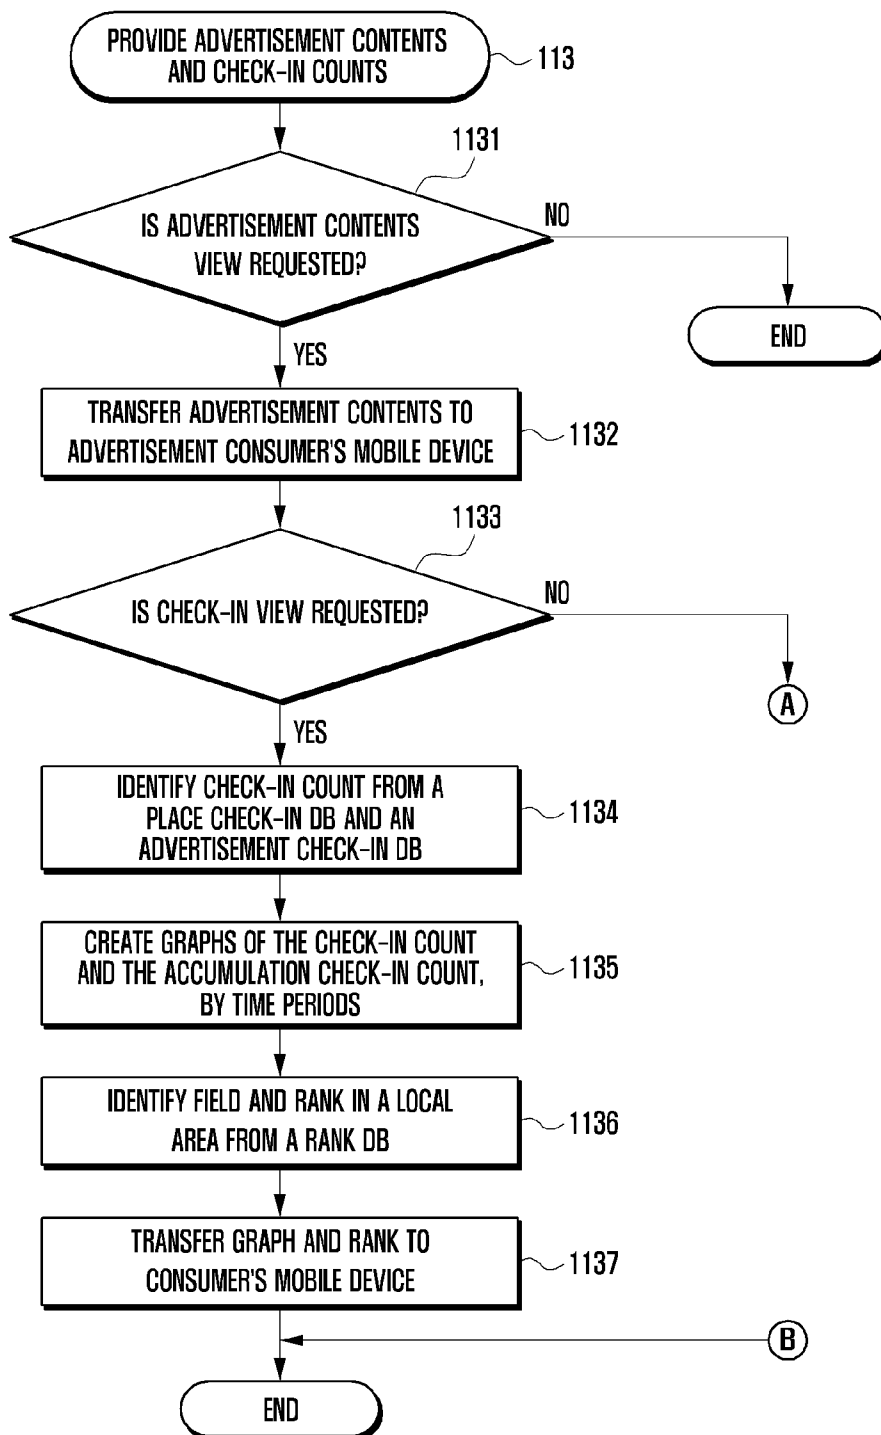 PROVIDE ADVERTISEMENT CONTENTS
AND CHECK-IN COUNTS
113
1131
IS ADVERTISEMENT CONTENTS
VIEW REQUESTED?
NO
END
YES
TRANSFER ADVERTISEMENT CONTENTS TO
ADVERTISEMENT CONSUMER'S MOBILE DEVICE
1132
1133
IS CHECK-IN VIEW REQUESTED?
NO
A
YES
IDENTIFY CHECK-IN COUNT FROM A
PLACE CHECK-IN DB AND AN
ADVERTISEMENT CHECK-IN DB
1134
CREATE GRAPHS OF THE CHECK-IN COUNT
AND THE ACCUMULATION CHECK-IN COUNT,
BY TIME PERIODS
1135
IDENTIFY FIELD AND RANK IN A LOCAL
AREA FROM A RANK DB
1136
TRANSFER GRAPH AND RANK TO
CONSUMER'S MOBILE DEVICE
1137
B
END